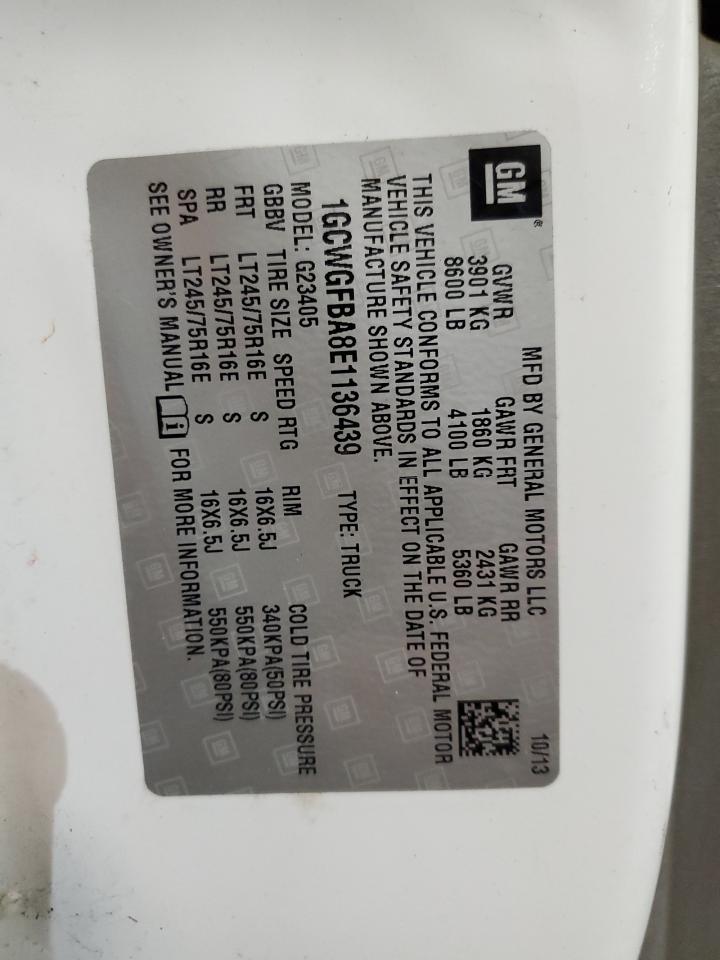 GM®
MFD BY GENERAL MOTORS LLC 10/13
GVWR GAWR FRT GAWR RR
3901 KG 1860 KG 2431 KG
8600 LB 4100 LB 5360 LB
THIS VEHICLE CONFORMS TO ALL APPLICABLE U.S. FEDERAL MOTOR
VEHICLE SAFETY STANDARDS IN EFFECT ON THE DATE OF
MANUFACTURE SHOWN ABOVE.
1GCWGFBA8E1136439 TYPE: TRUCK
MODEL: G23405
GBBV TIRE SIZE SPEED RTG RIM COLD TIRE PRESSURE
FRT LT245/75R16E S 16X6.5J 340KPA(50PSI)
RR LT245/75R16E S 16X6.5J 550KPA(80PSI)
SPA LT245/75R16E S 16X6.5J 550KPA(80PSI)
SEE OWNER'S MANUAL i FOR MORE INFORMATION.